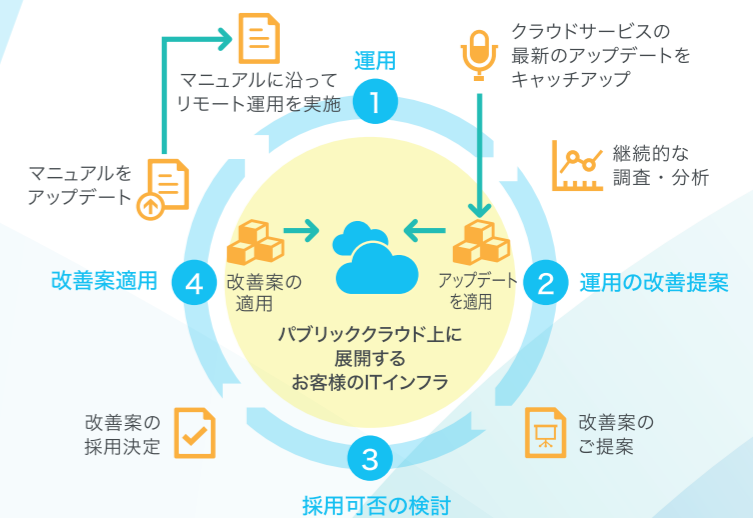 運用
1
クラウドサービスの
最新のアップデートを
キャッチアップ
マニュアルに沿って
リモート運用を実施
マニュアルを
アップデート
継続的な
調査・分析
改善案適用
4
改善案の
適用
アップデート
を適用
2
運用の改善提案
パブリッククラウド上に
展開する
お客様のITインフラ
改善案の
採用決定
改善案の
ご提案
3
採用可否の検討